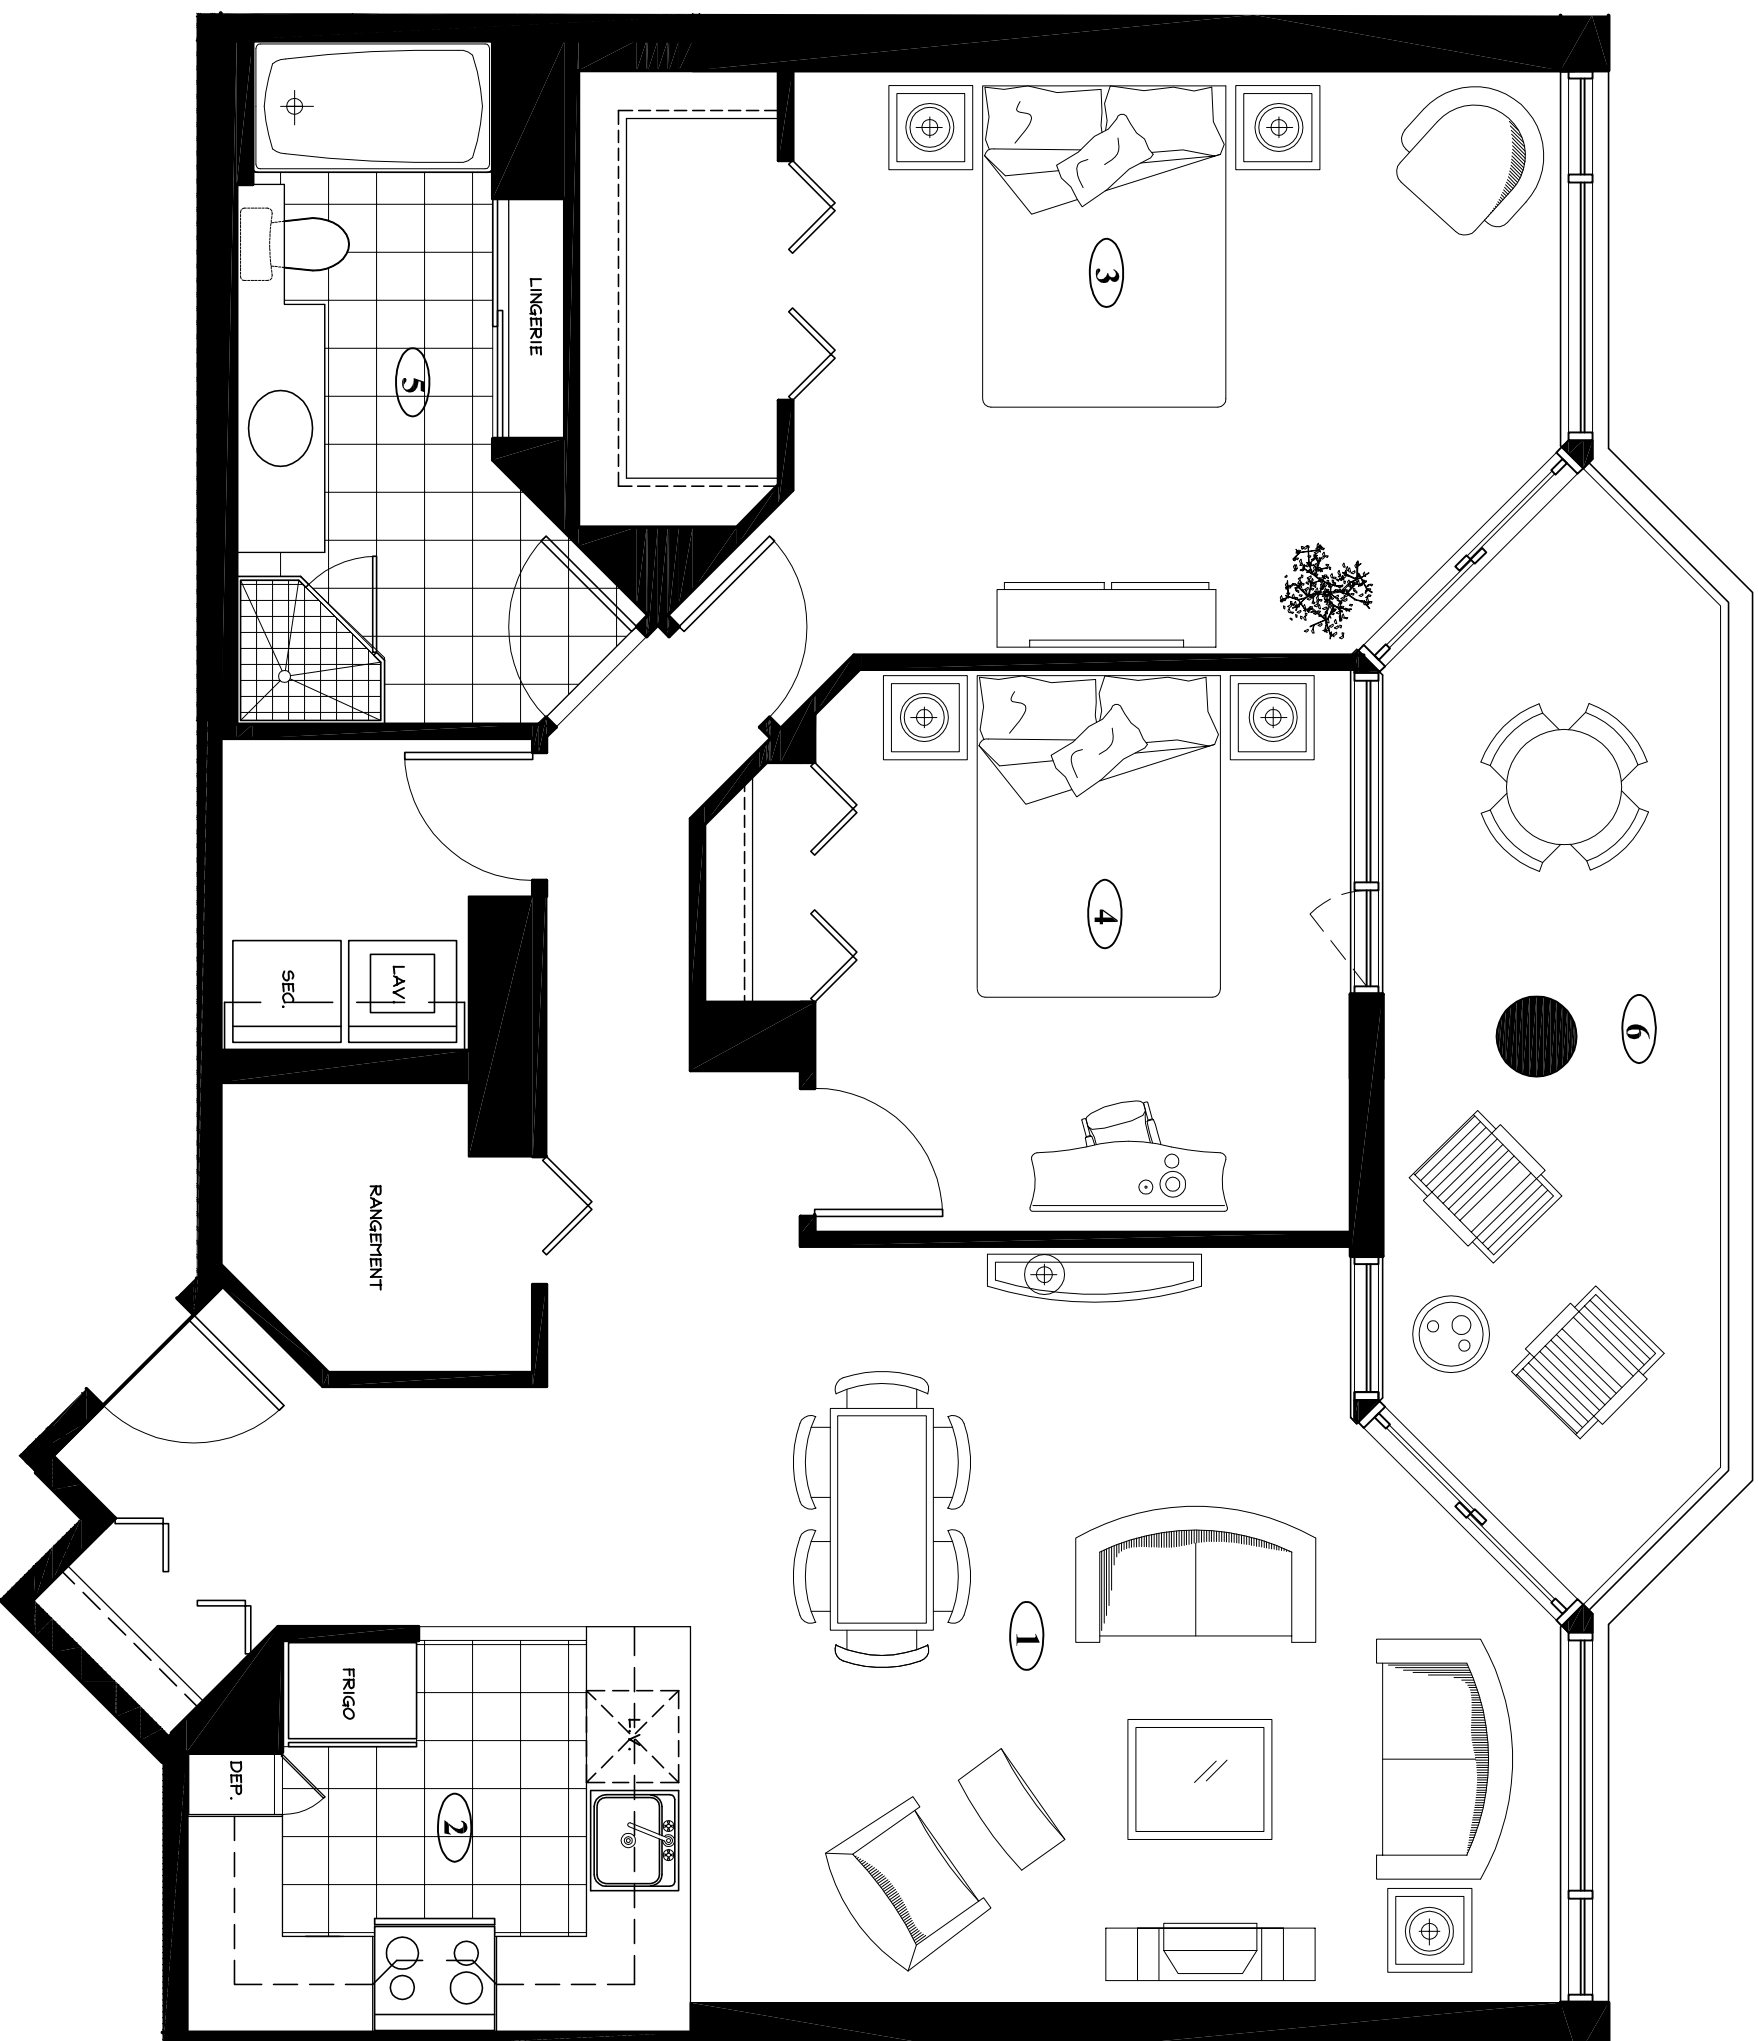 3
LINGERIE
5
4
6
SEC.
LAV.
RANGEMENT
1
FRIGO
L.V.
DEP.
2